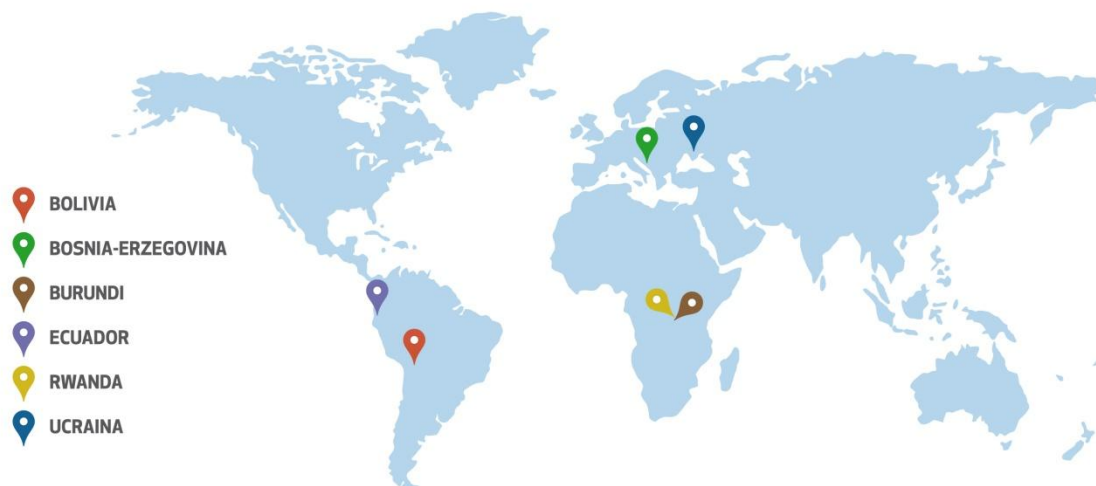 BOLIVIA
BOSNIA-ERZEGOVINA
BURUNDI
ECUADOR
RWANDA
UCRAINA